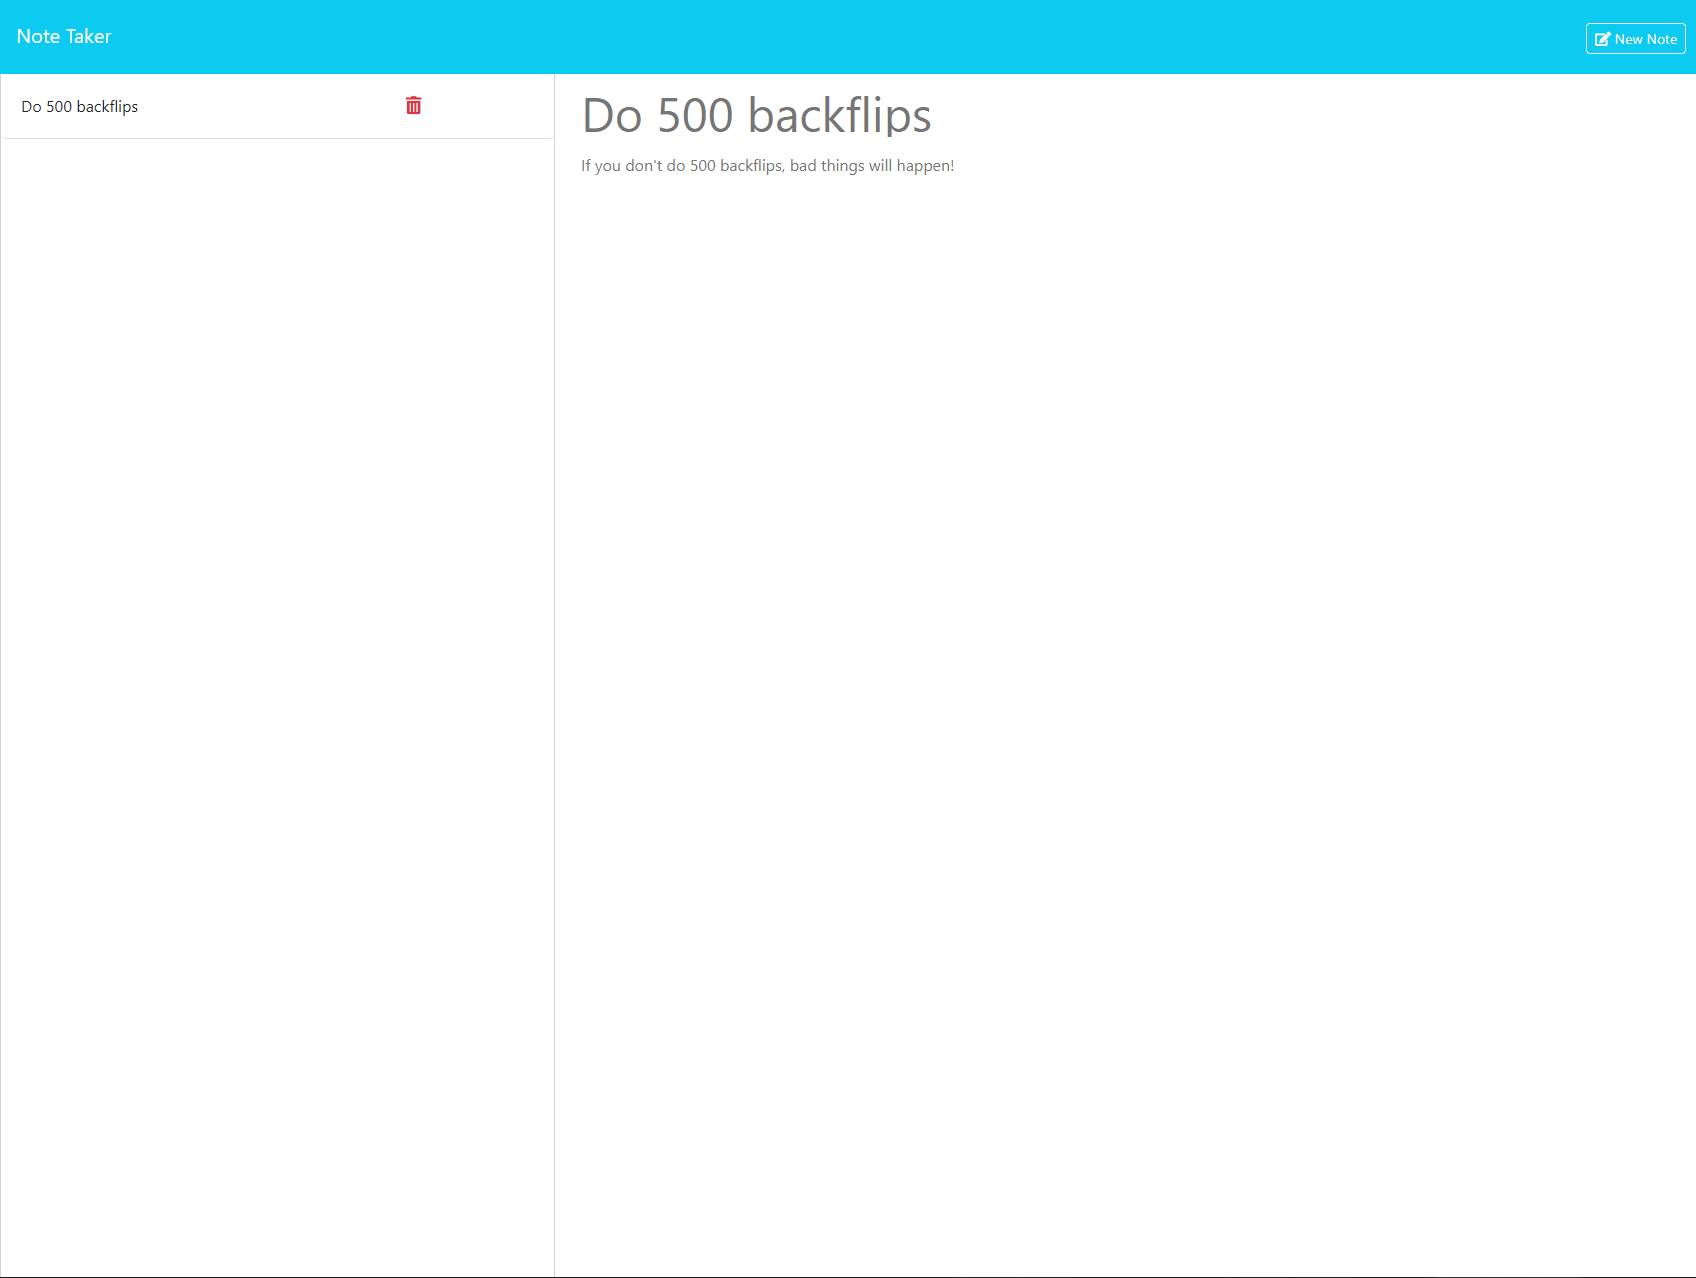 Note Taker
New Note
Do 500 backflips
Do 500 backflips
If you don't do 500 backflips, bad things will happen!